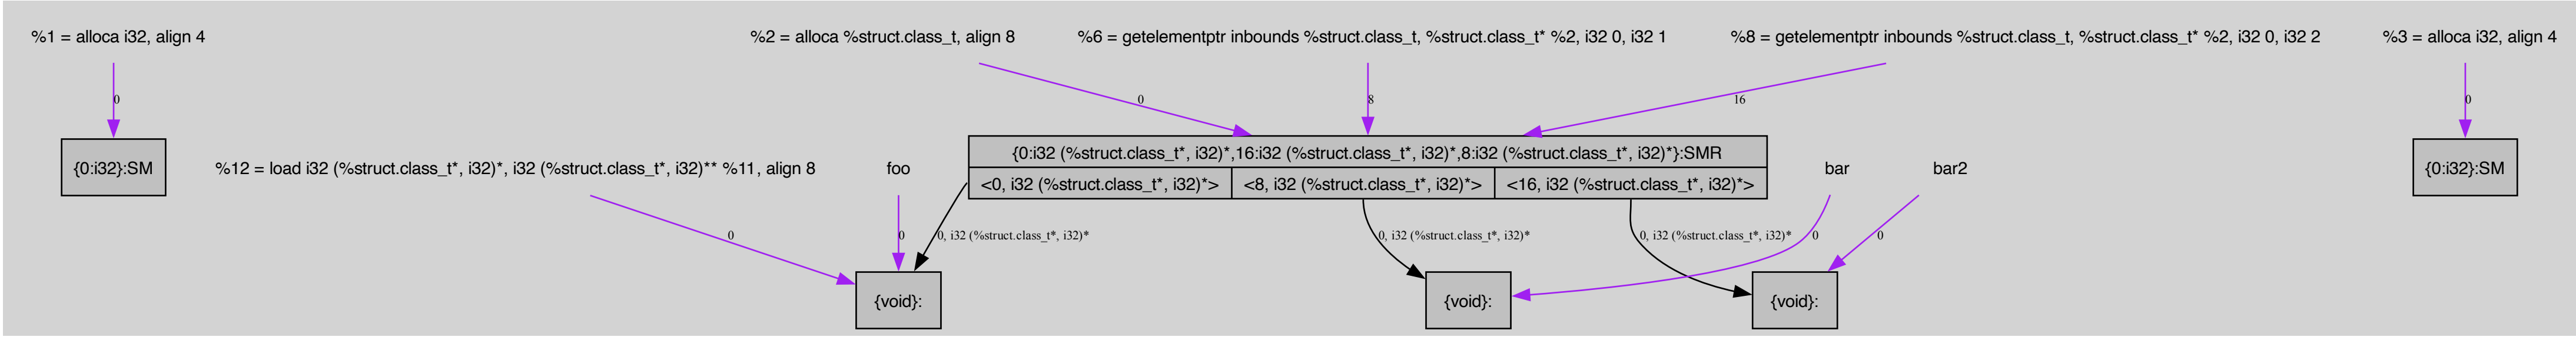 %1 = alloca i32, align 4
%2 = alloca %struct.class_t, align 8
%6 = getelementptr inbounds %struct.class_t, %struct.class_t* %2, i32 0, i32 1
%8 = getelementptr inbounds %struct.class_t, %struct.class_t* %2, i32 0, i32 2
%3 = alloca i32, align 4
0
0
8
16
0
{0:i32}:SM
%12 = load i32 (%struct.class_t*, i32)*, i32 (%struct.class_t*, i32)** %11, align 8
foo
{0:i32 (%struct.class_t*, i32)*,16:i32 (%struct.class_t*, i32)*,8:i32 (%struct.class_t*, i32)*}:SMR
<0, i32 (%struct.class_t*, i32)*>
<8, i32 (%struct.class_t*, i32)*>
<16, i32 (%struct.class_t*, i32)*>
bar
bar2
{0:i32}:SM
0
0
0, i32 (%struct.class_t*, i32)*
0, i32 (%struct.class_t*, i32)*
0, i32 (%struct.class_t*, i32)*
0
0
{void}:
{void}:
{void}: